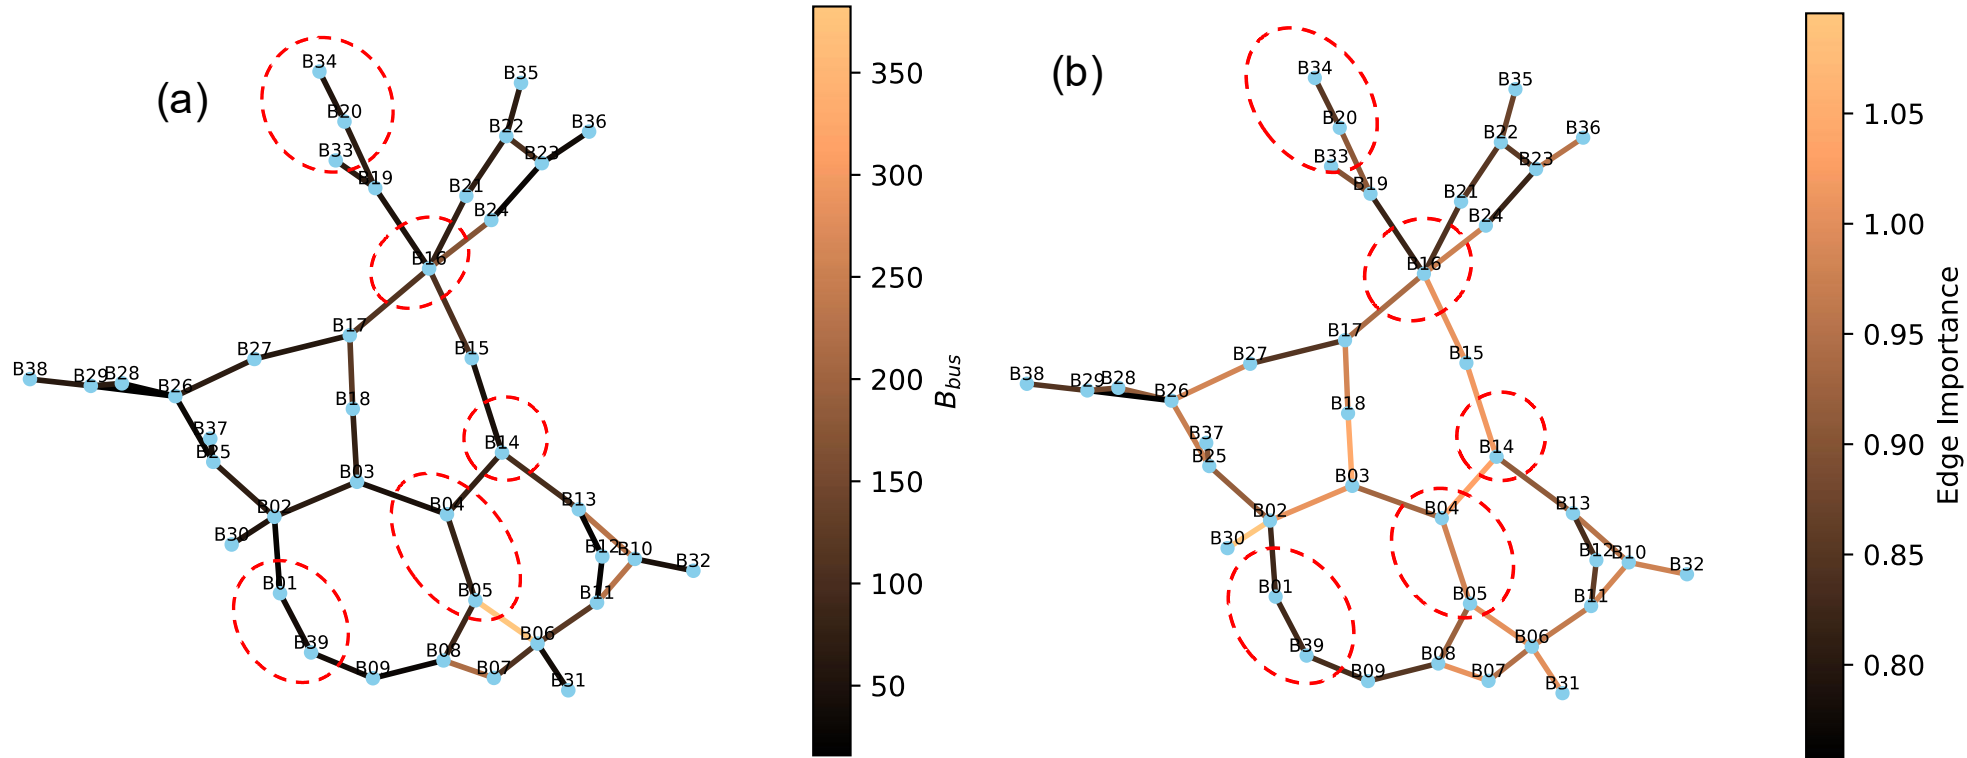 (a)
B34
B35
B20
B22
B36
B33
B23
B19
B21
B24
B16
B17
B27
B15
B38
B29
B28
B26
B18
B37
B25
B14
B03
B02
B04
B13
B30
B12
B10
B32
B01
B05
B11
B39
B06
B09
B08
B07
B31
350
300
250
200
150
100
50
B_bus
(b)
B34
B35
B20
B22
B36
B33
B23
B19
B21
B24
B16
B17
B27
B15
B38
B29
B28
B26
B18
B37
B25
B14
B03
B02
B04
B13
B30
B12
B10
B32
B01
B05
B11
B39
B06
B09
B08
B07
B31
1.05
1.00
0.95
0.90
0.85
0.80
Edge Importance